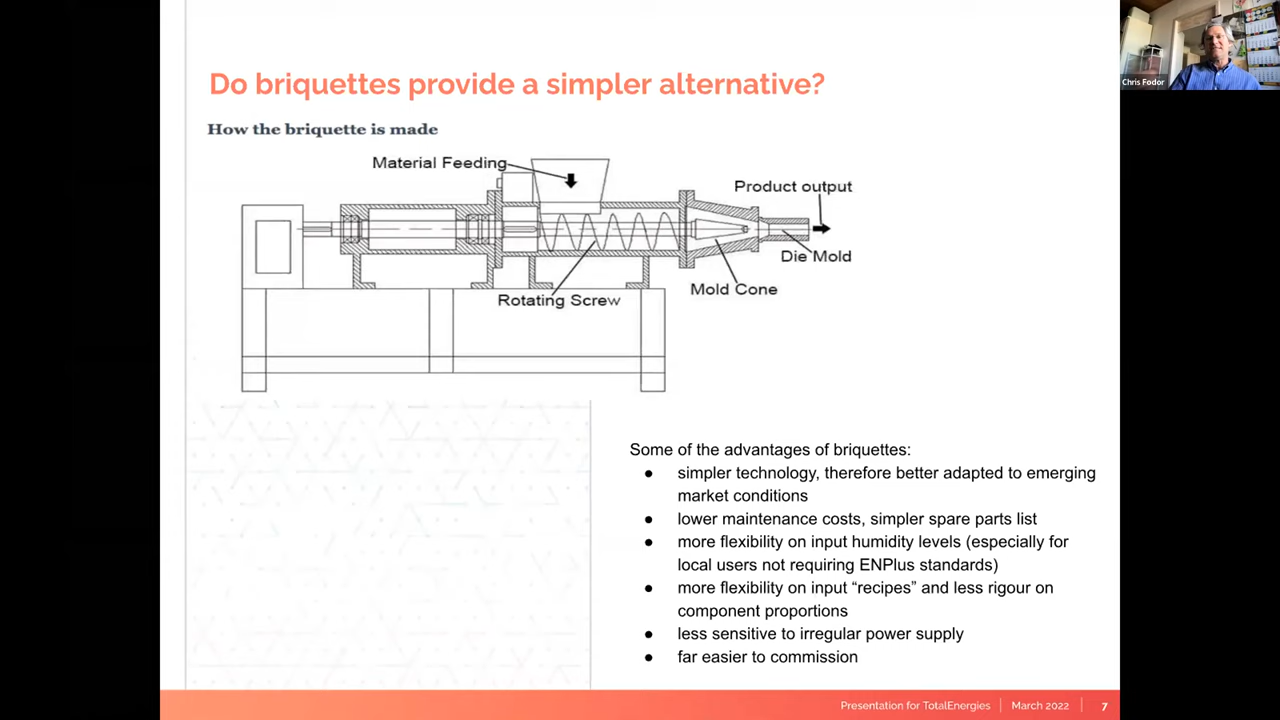 Chris Fodor
Do briquettes provide a simpler alternative?
How the briquette is made
Material Feeding
Product output
Die Mold
Mold Cone
Rotating Screw
Some of the advantages of briquettes:
● simpler technology, therefore better adapted to emerging
market conditions
● lower maintenance costs, simpler spare parts list
● more flexibility on input humidity levels (especially for
local users not requiring ENPlus standards)
● more flexibility on input “recipes” and less rigour on
component proportions
● less sensitive to irregular power supply
● far easier to commission
Presentation for TotalEnergies | March 2022 | 7